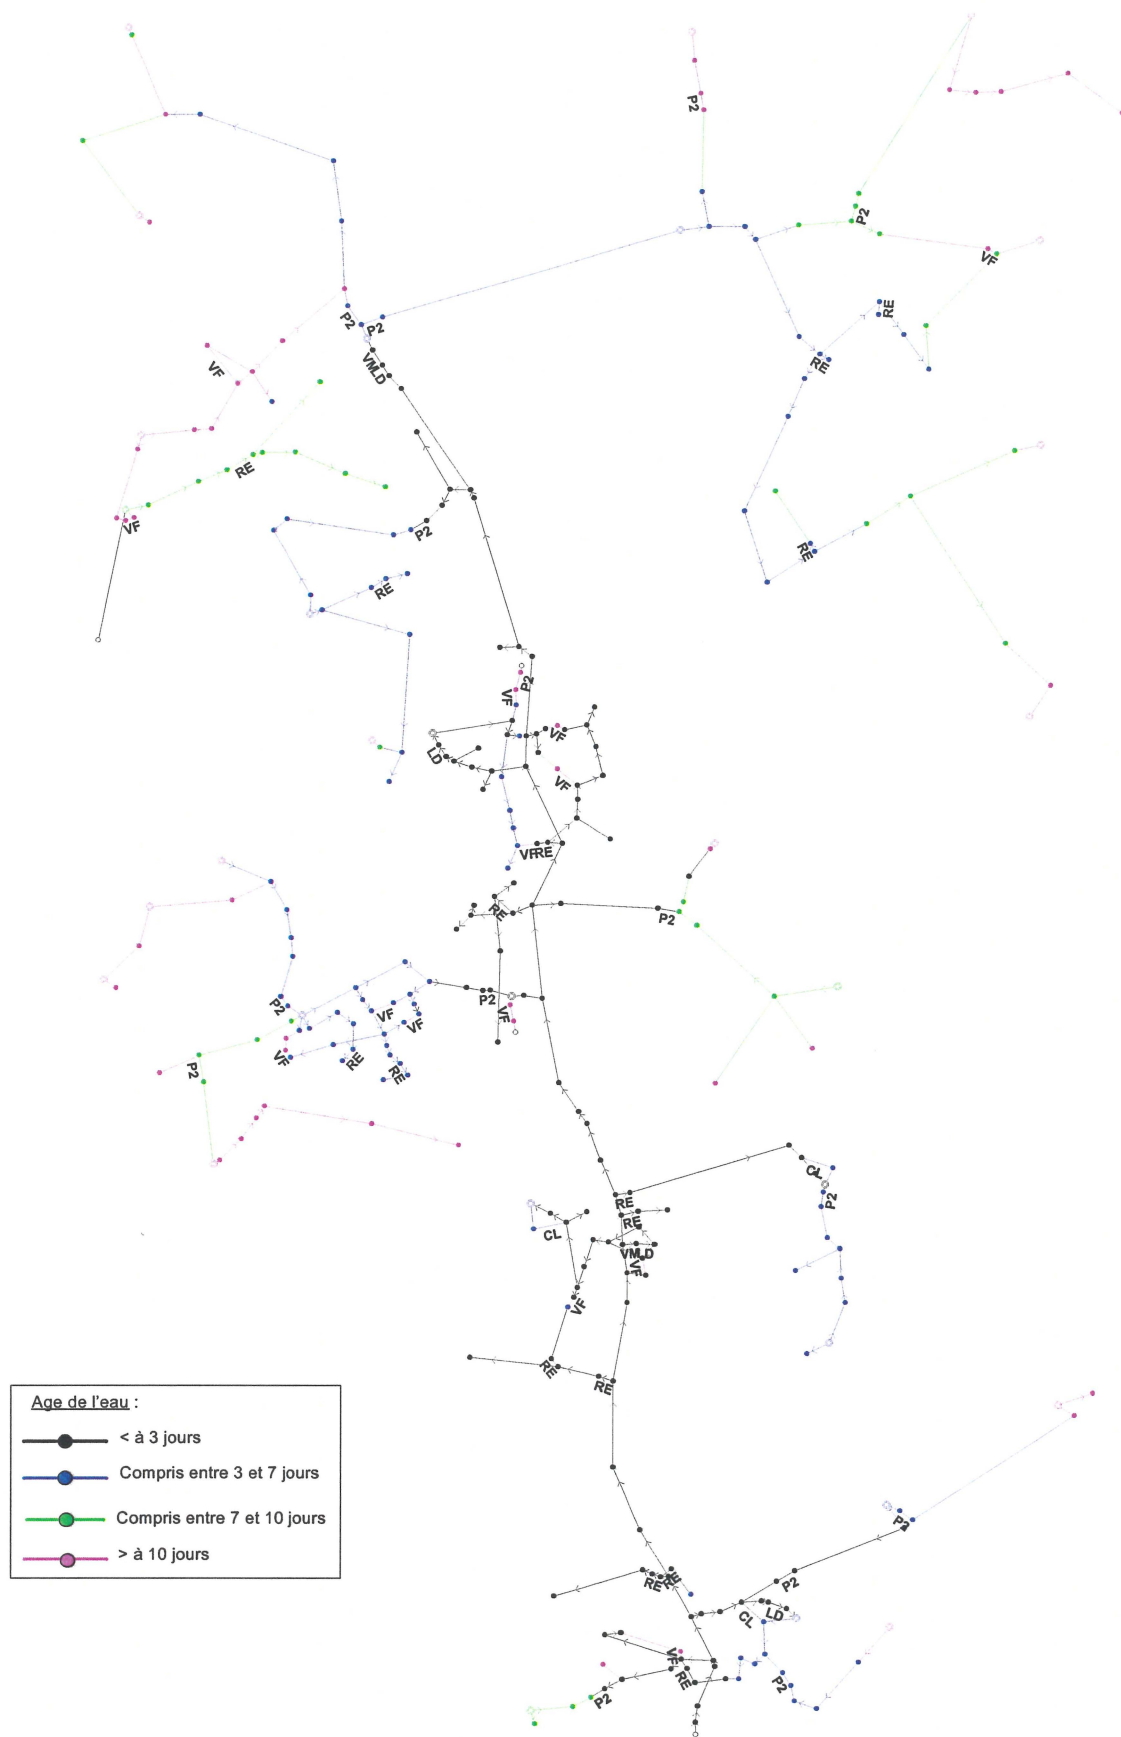 P2
P2
VF
P2
P2
RE
VMLD
RE
VF
RE
VF
P2
RE
RE
P2
VF
VF
LD
VF
VFRE
RE
P2
P2
P2
VF
VF
VF
VF
RE
RE
P2
CL
RE
P2
RE
CL
VMLD
VF
VF
RE
RE
Age de l'eau :
< à 3 jours
Compris entre 3 et 7 jours
Compris entre 7 et 10 jours
> à 10 jours
P2
RE
RE
P2
CL
LD
VF
RE
P2
P2